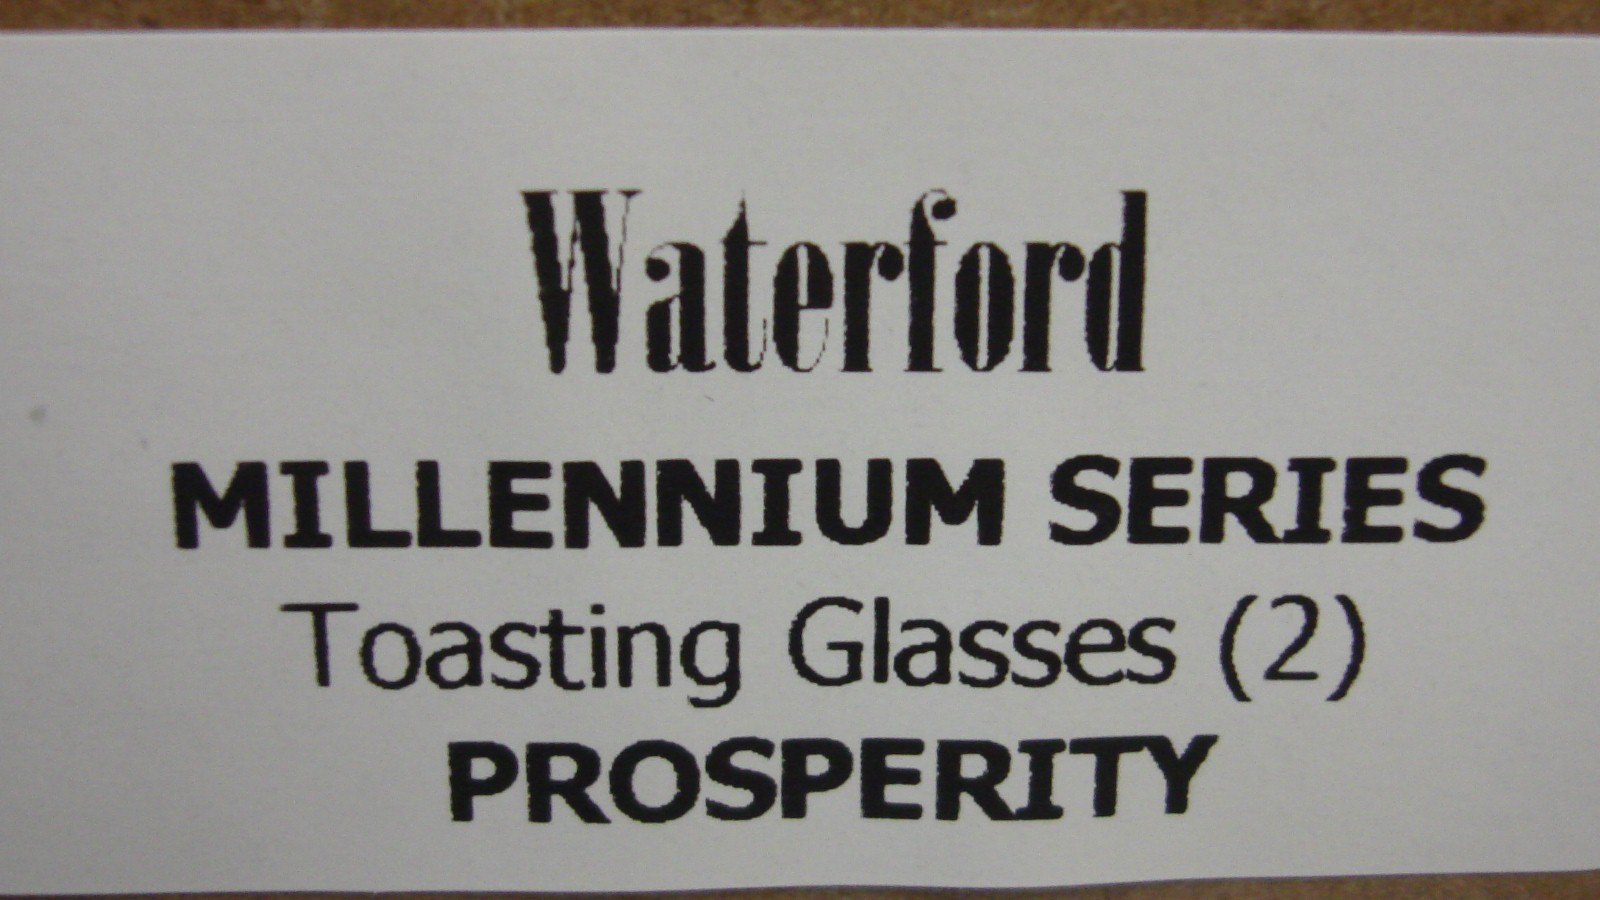 Waterford
MILLENNIUM SERIES
Toasting Glasses (2)
PROSPERITY